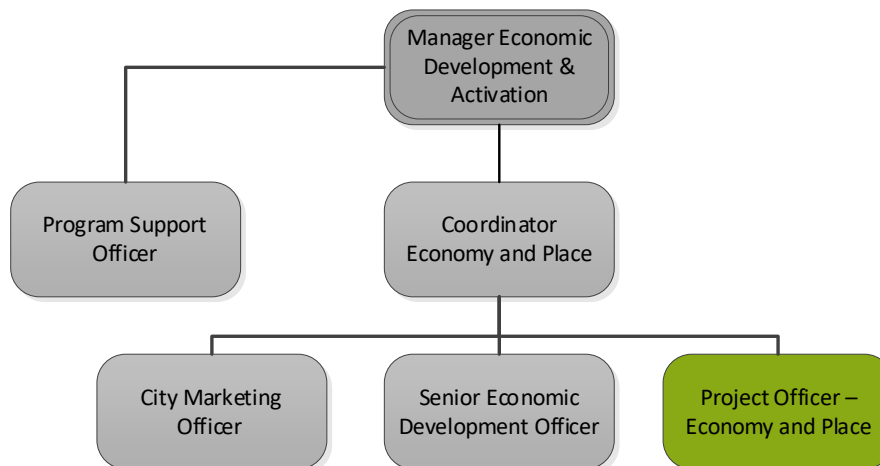 Manager Economic
Development &
Activation
Program Support
Officer
Coordinator
Economy and Place
City Marketing
Officer
Senior Economic
Development Officer
Project Officer –
Economy and Place